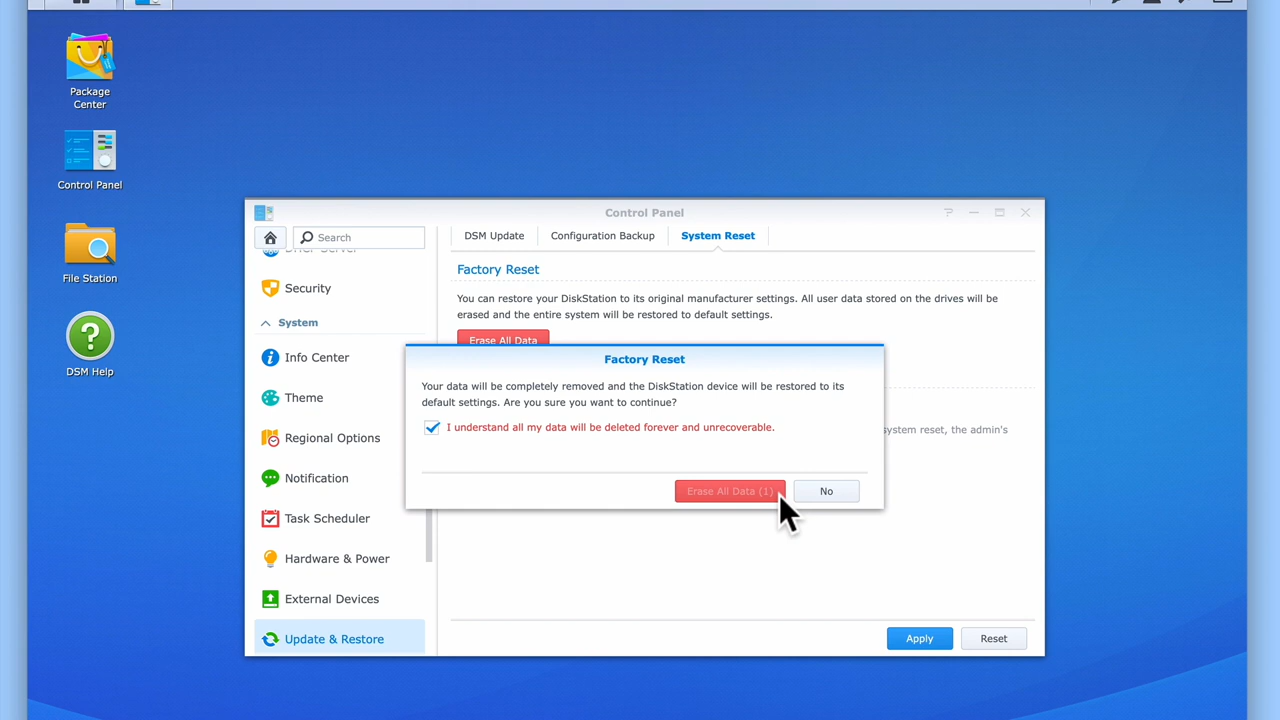 Package
Center
Control Panel
File Station
DSM Help
Control Panel
Search
DHCP Server
Security
System
Info Center
Theme
Regional Options
Notification
Task Scheduler
Hardware & Power
External Devices
Update & Restore
DSM Update
Configuration Backup
System Reset
Factory Reset
You can restore your DiskStation to its original manufacturer settings. All user data stored on the drives will be
erased and the entire system will be restored to default settings.
Erase All Data
system reset, the admin's
Factory Reset
Your data will be completely removed and the DiskStation device will be restored to its
default settings. Are you sure you want to continue?
I understand all my data will be deleted forever and unrecoverable.
Erase All Data (1)
No
Apply
Reset